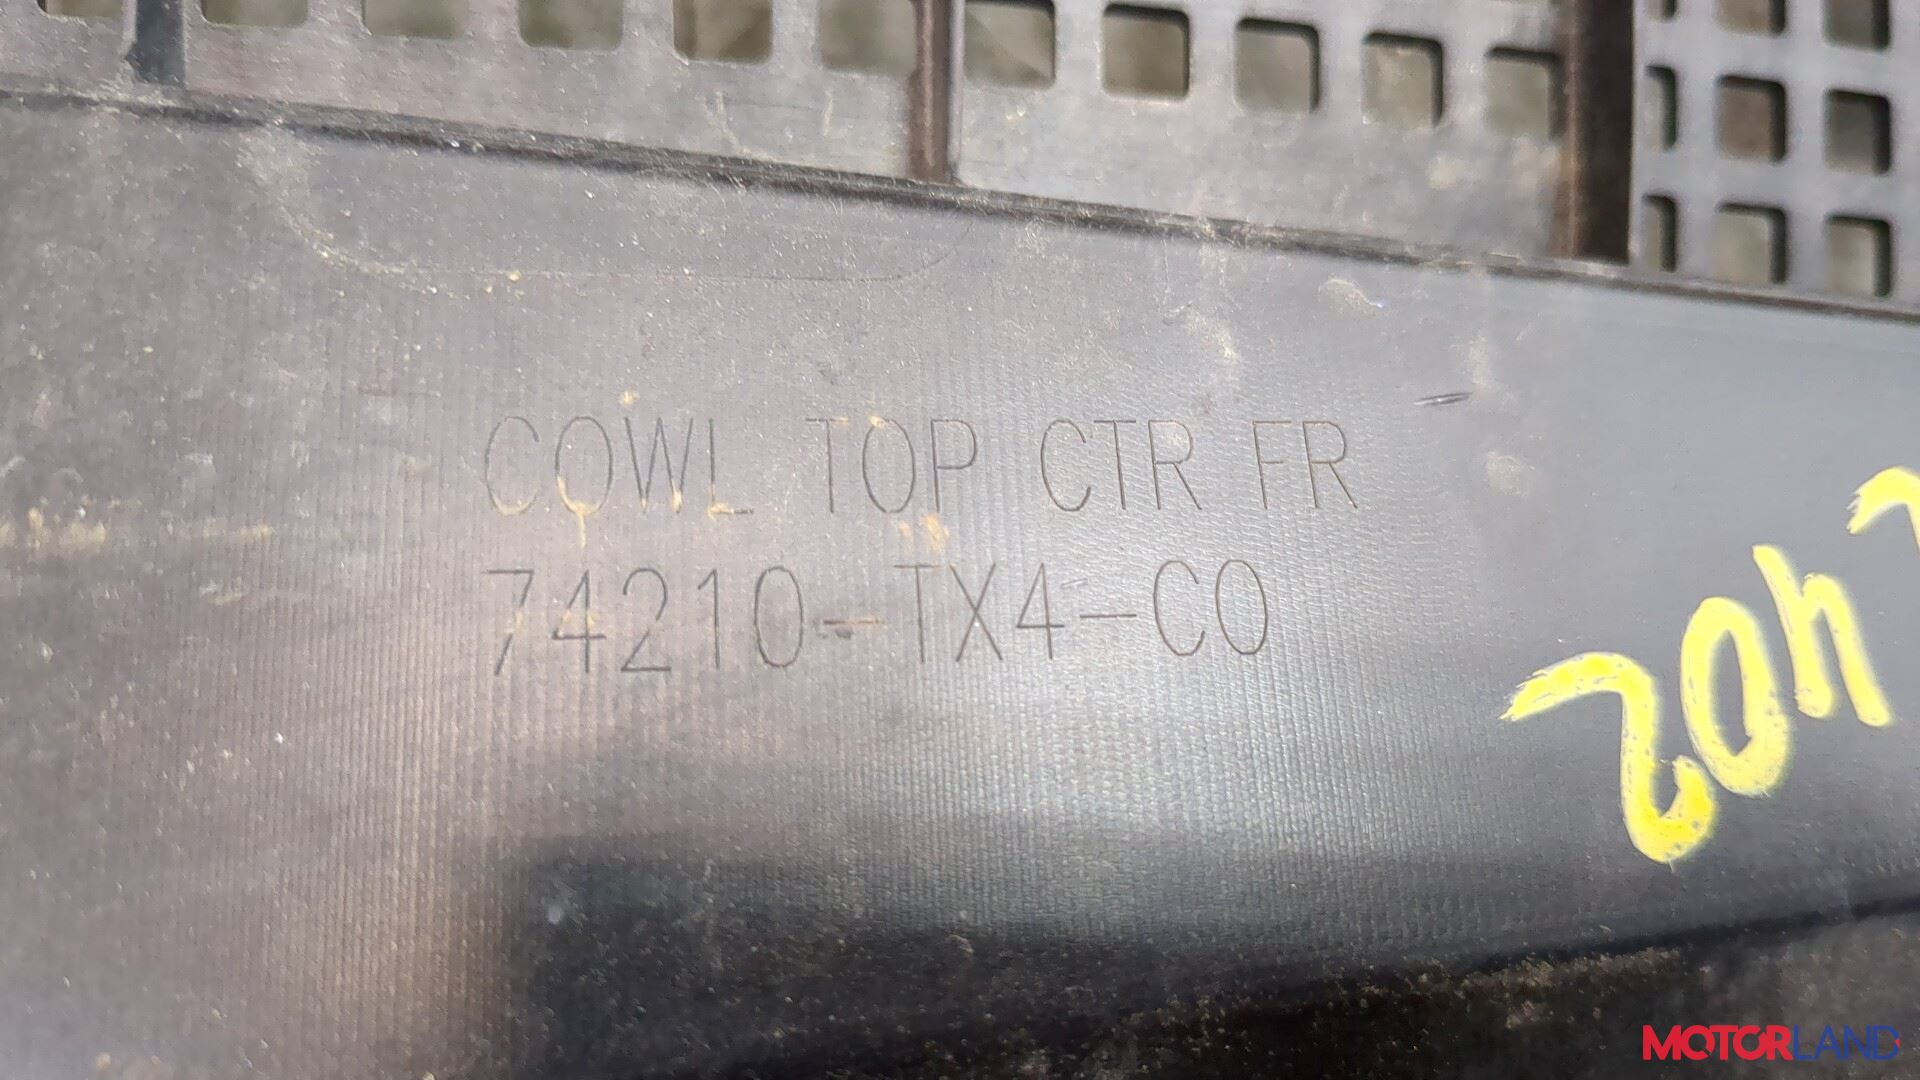 COWL TOP CTR FR
74210-TX4-C0
MOTORLAND